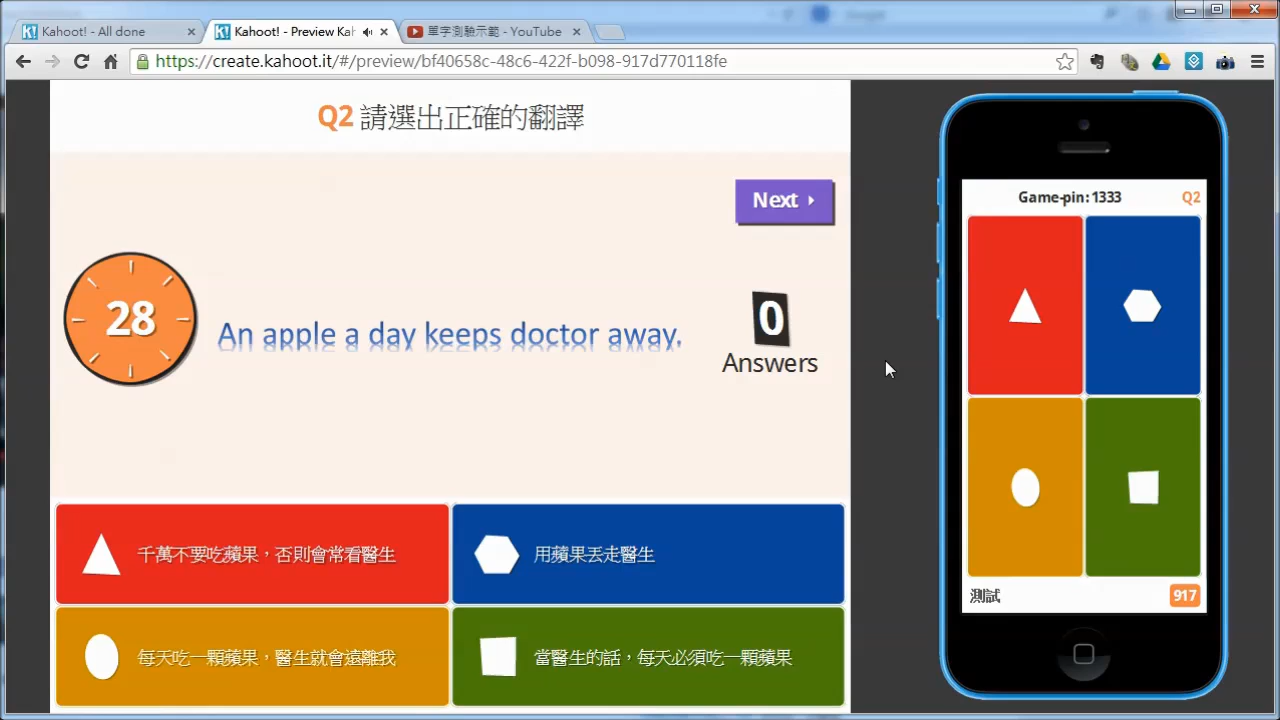 Kahoot! - All done
Kahoot! - Preview Kah
單字測驗示範 - YouTube
https://create.kahoot.it/#/preview/bf40658c-48c6-422f-b098-917d770118fe
Q2 請選出正確的翻譯
Next
28
An apple a day keeps doctor away.
0
Answers
千萬不要吃蘋果，否則會常看醫生
用蘋果丟走醫生
每天吃一顆蘋果，醫生就會遠離我
當醫生的話，每天必須吃一顆蘋果
Game-pin: 1333
Q2
測試
917